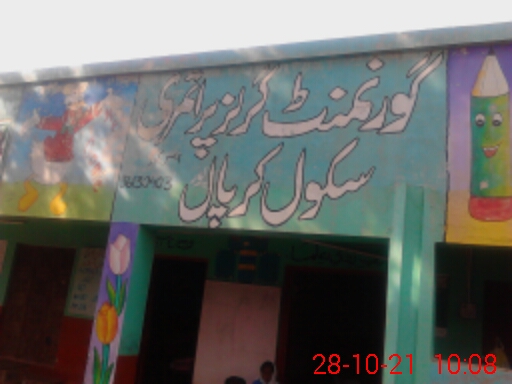 گورنمنٹ گرلز پرائمری
سکول کرپالاں
28-10-21 10:08